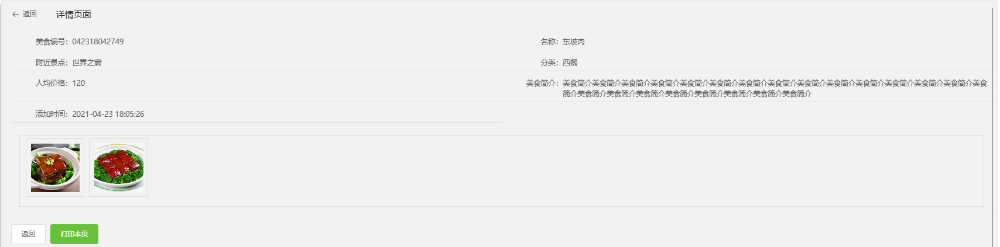 返回 详情页面
美食编号：042318042749 名称：东坡肉
附近景点：世界之窗 分类：西餐
人均价格：120 美食简介：美食简介美食简介美食简介美食简介美食简介美食简介美食简介美食简介美食简介美食简介美食简介美食简介美食简介美食简介美食
简介美食简介美食简介美食简介美食简介美食简介美食简介美食简介美食简介
添加时间：2021-04-23 18:05:26
返回 打印本页